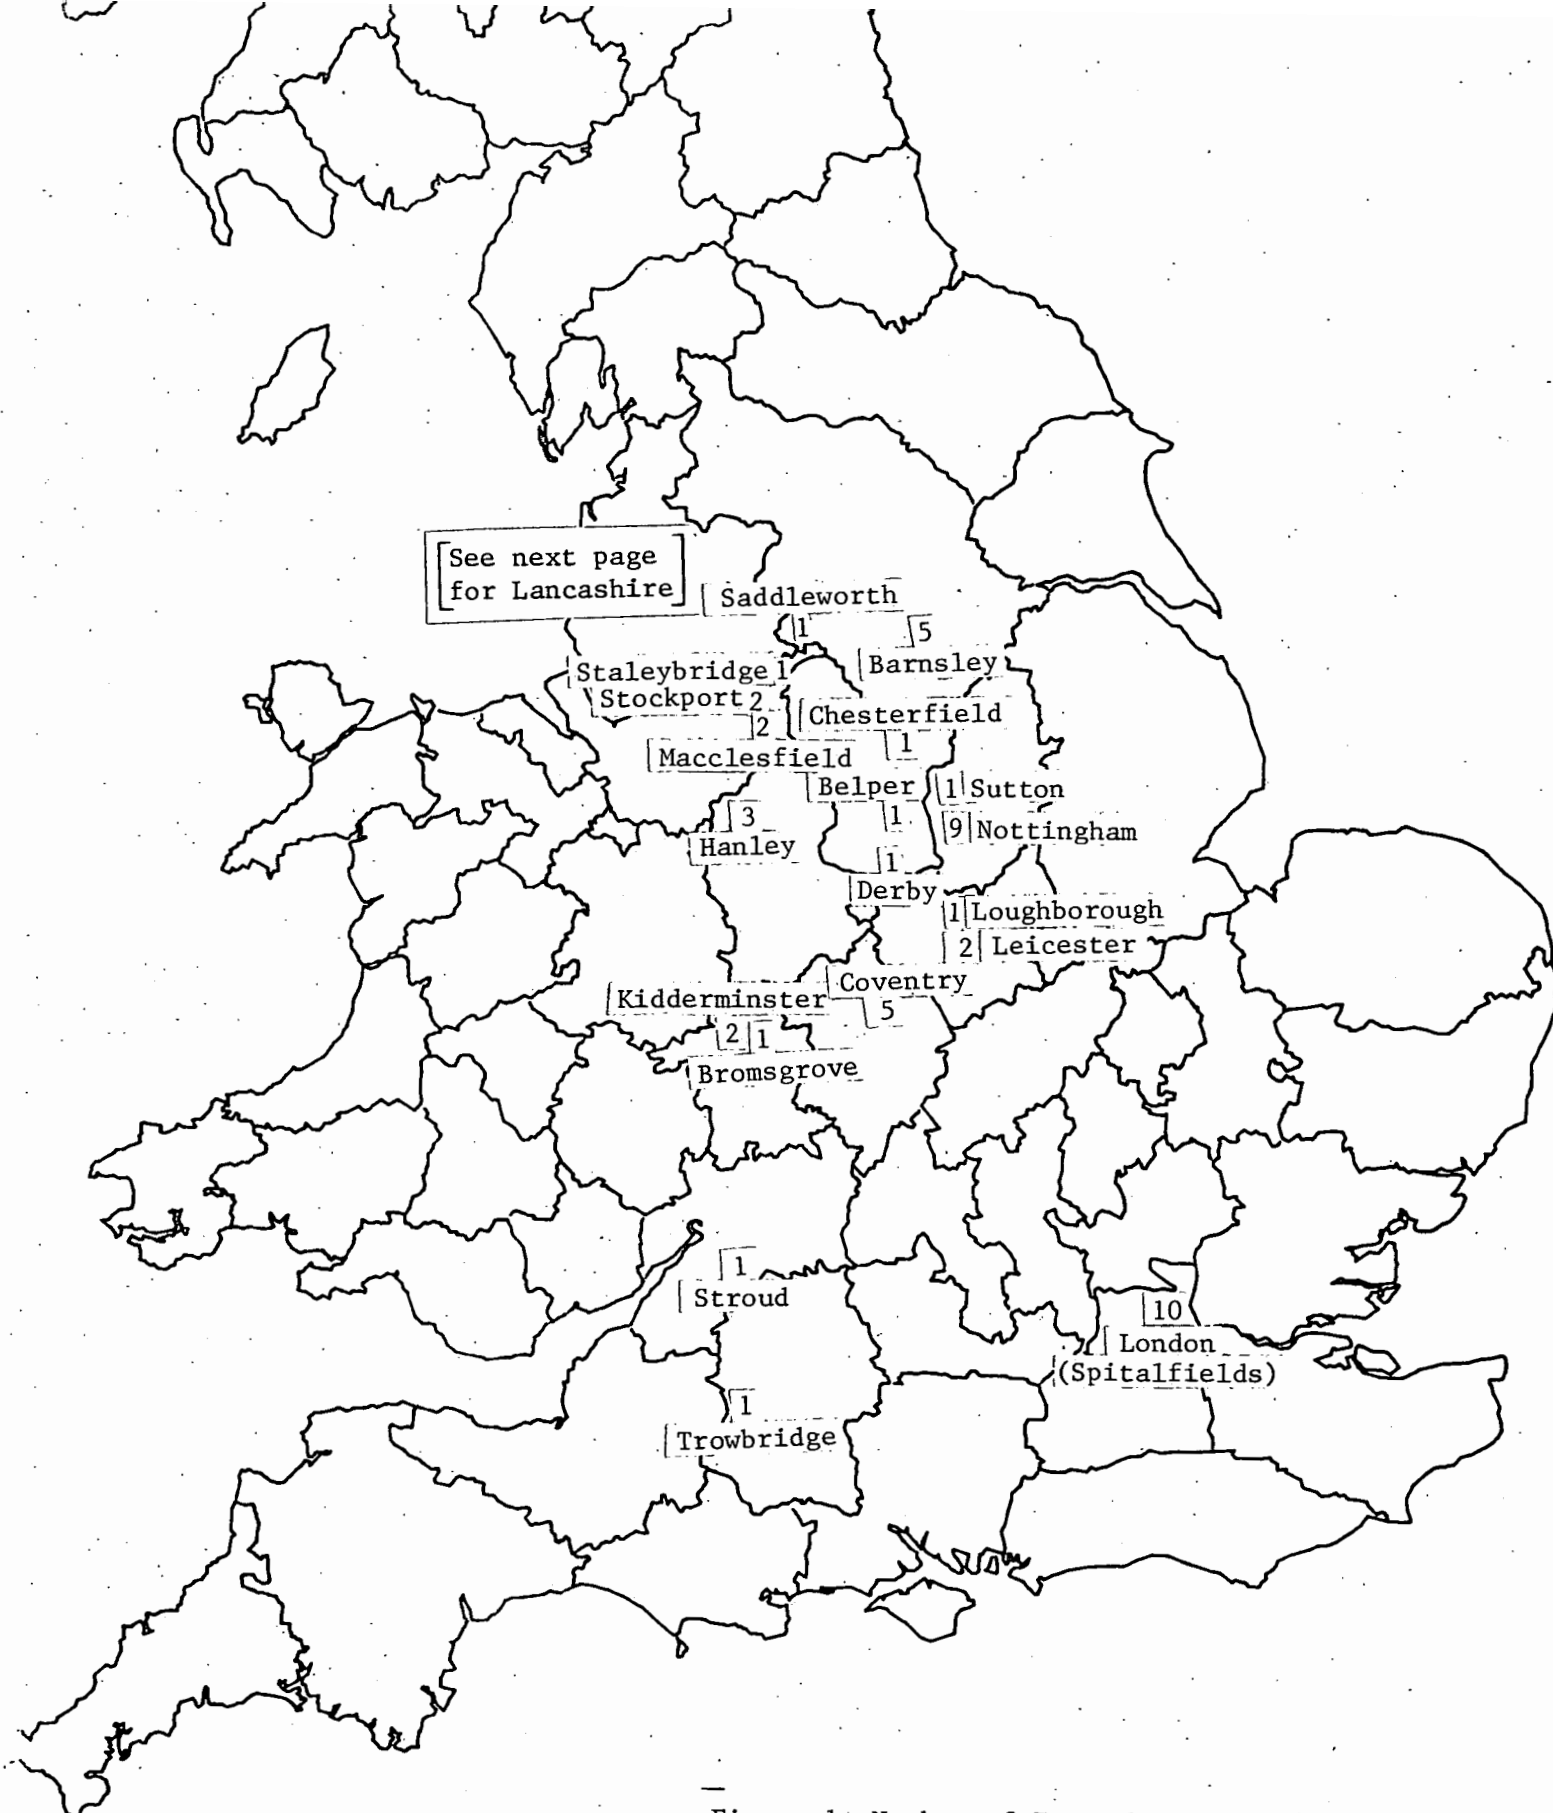 [See next page
for Lancashire]
Saddleworth
1
5
Staleybridge 1
Barnsley
Stockport 2
2
Chesterfield
Macclesfield
1
Belper
1 Sutton
1
3
9 Nottingham
Hanley
1
Derby
1 Loughborough
2 Leicester
Coventry
5
Kidderminster
2 1
Bromsgrove
1
Stroud
10
London
(Spitalfields)
1
Trowbridge